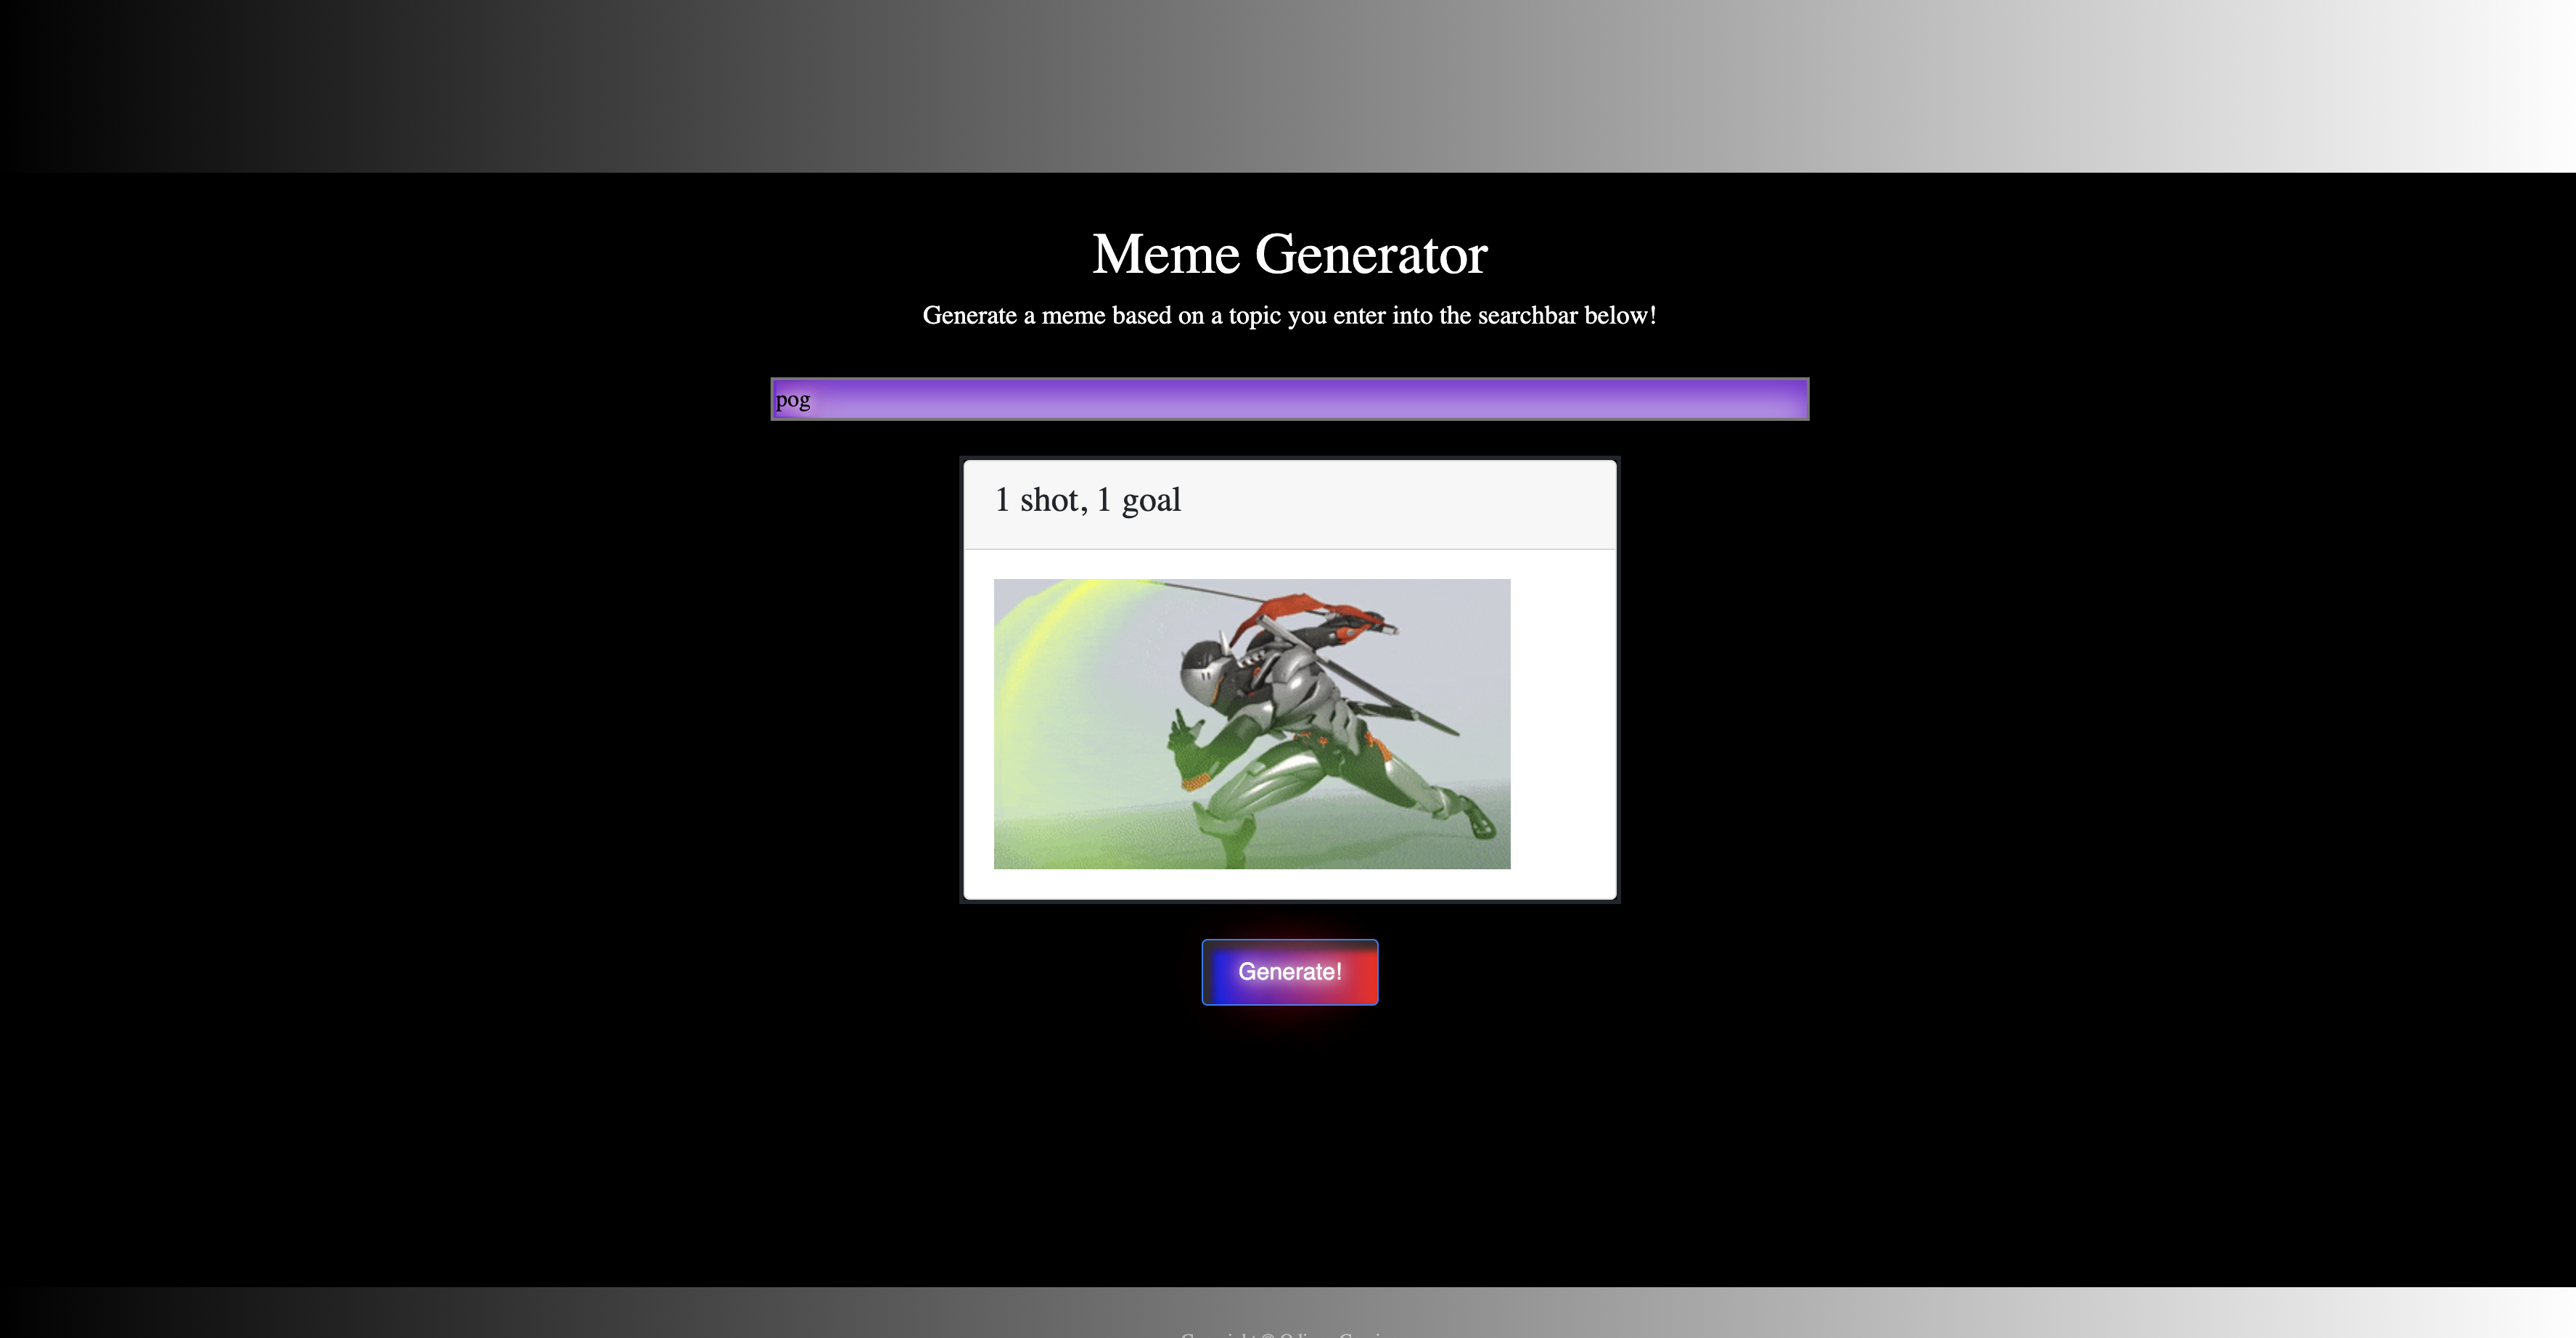 Meme Generator
Generate a meme based on a topic you enter into the searchbar below!
pog
1 shot, 1 goal
Generate!
Copyright ©